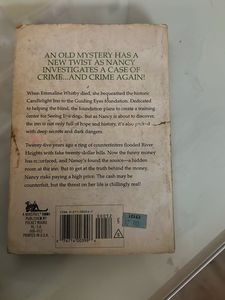 AN OLD MYSTERY HAS A
NEW TWIST AS NANCY
INVESTIGATES A CASE OF
CRIME...AND CRIME AGAIN!
When Emmaline Whitby died, she bequeathed the historic
Candlelight Inn to the Guiding Eyes foundation. Dedicated
to helping the blind, the foundation plans to create a training
center for Seeing Eye dogs. But as Nancy is about to discover,
the inn is not only full of hope and history, it's also
with deep secrets and dark dangers.
Twenty-five years ago a ring of counterfeiters flooded River
Heights with fake twenty-dollar bills. Now the funny money
has resurfaced, and Nancy's found the source—a hidden
room at the inn. But to get at the truth behind the money,
Nancy risks paying a high price. The cash may be
counterfeit, but the threat on her life is chillingly real!
A MINSTREL BOOK
PUBLISHED BY
POCKET BOOKS
PRINTED IN U.S.A.